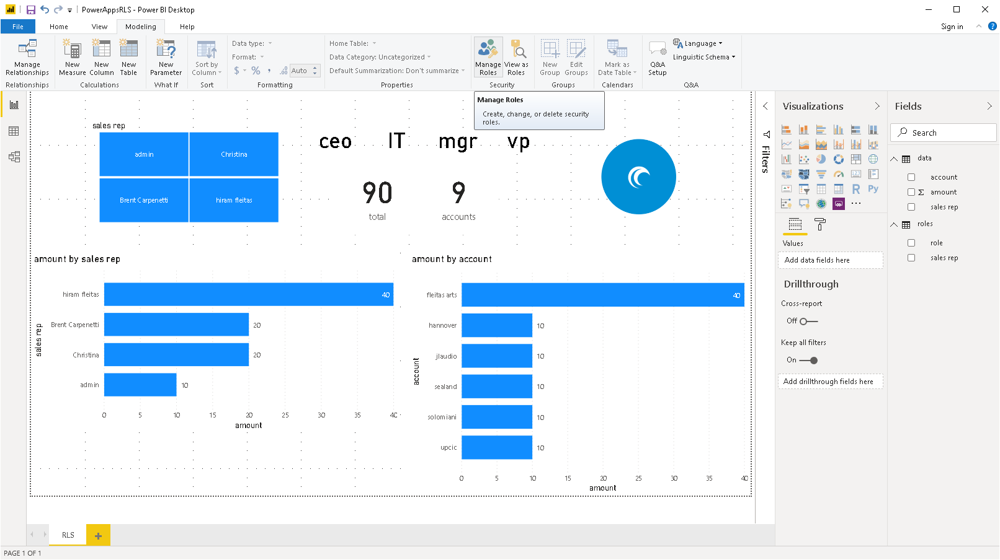 PowerAppsRLS - Power BI Desktop
File Home View Modeling Help Sign in
Manage Relationships
New Measure
New Column
New Table
New Parameter
Sort by Column
Data type:
Format:
$ % , .00 Auto
Home Table:
Data Category: Uncategorized
Default Summarization: Don't summarize
Manage Roles
View as Roles
New Group
Edit Groups
Mark as Date Table
Q&A Setup
Language
Linguistic Schema
Relationships Calculations What If Sort Formatting Properties Security Groups Calendars Q&A
Manage Roles
Create, change, or delete security
roles.
sales rep
admin Christina
Brent Carpenetti hiram fleitas
ceo IT mgr vp
90 9
total accounts
amount by sales rep
sales rep
hiram fleitas 40
Brent Carpenetti 20
Christina 20
admin 10
0 5 10 15 20 25 30 35 40
amount
amount by account
account
fleitas arts 40
hannover 10
jlaudio 10
sealand 10
solomiani 10
upcic 10
0 5 10 15 20 25 30 35 40
amount
Filters
Visualizations
R Py
Values
Add data fields here
Drillthrough
Cross-report
Off
Keep all filters
On
Add drillthrough fields here
Fields
Search
data
account
Σ amount
sales rep
roles
role
sales rep
RLS +
PAGE 1 OF 1